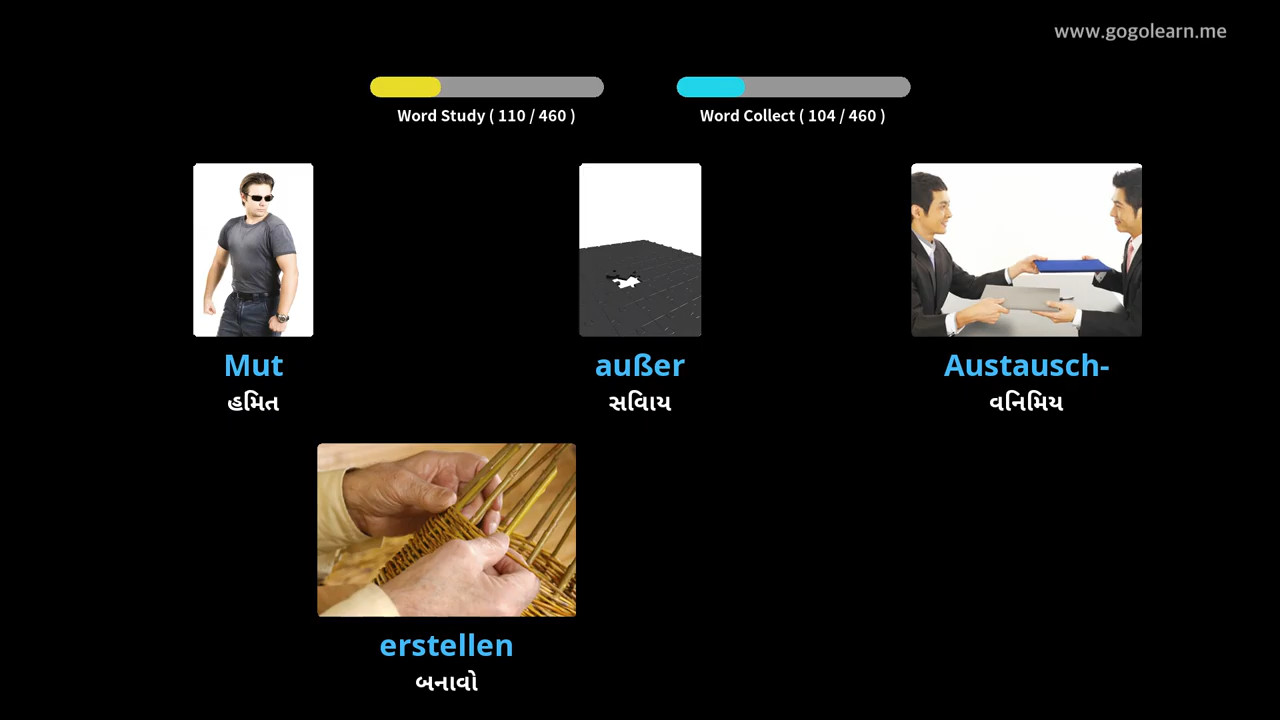 www.gogolearn.me
Word Study ( 110 / 460 )
Word Collect ( 104 / 460 )
Mut
હિમત
außer
સિવાય
Austausch-
વિનિમય
erstellen
બનાવો